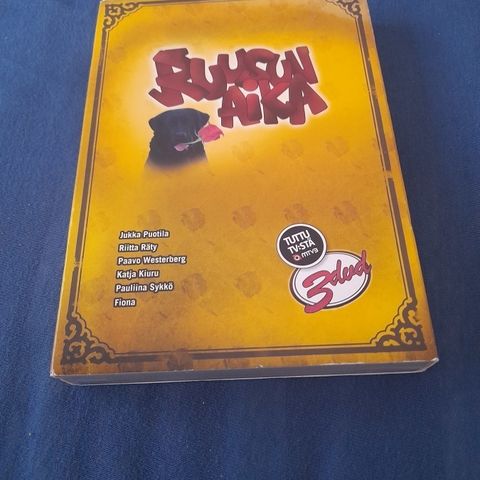 RUUSUN
AIKA
Jukka Puotila
Riitta Räty
Paavo Westerberg
Katja Kiuru
Pauliina Sykkö
Fiona
TUTTU
TV:STÄ
MTV3
3dvd